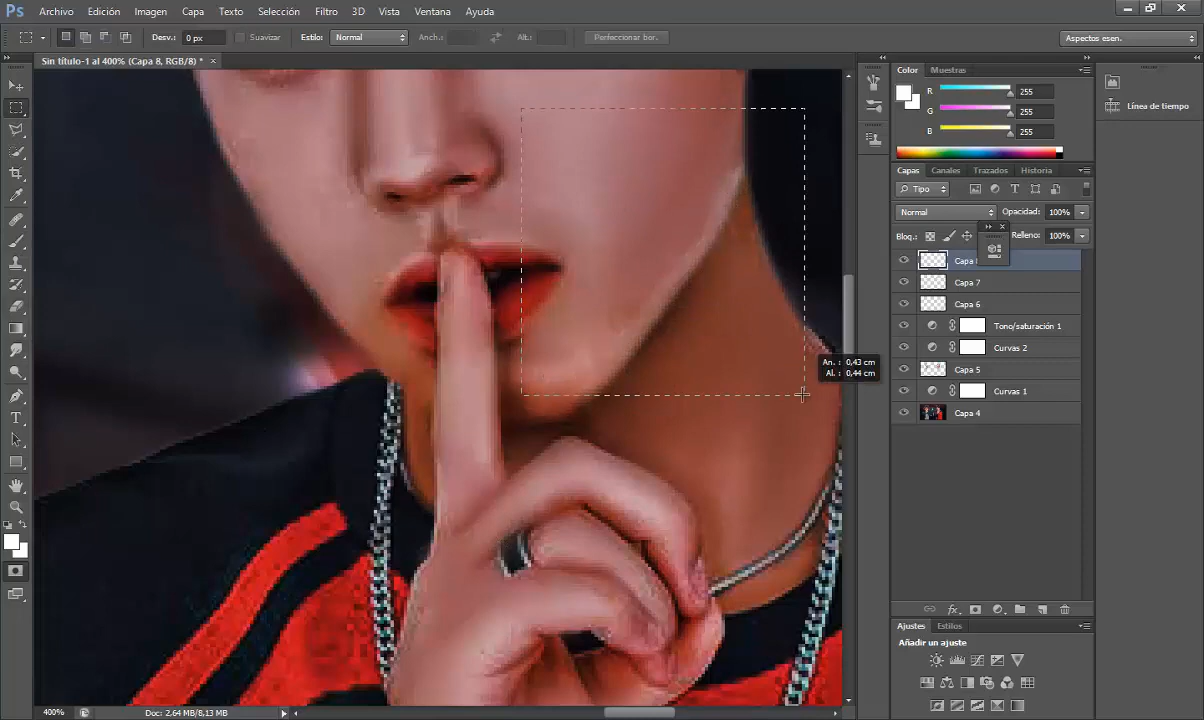 Ps Archivo Edición Imagen Capa Texto Selección Filtro 3D Vista Ventana Ayuda
Desv.: 0 px Suavizar Estilo: Normal Anch.: Alt.: Perfeccionar bor. Aspectos esen.
Sin título-1 al 400% (Capa 8, RGB/8) *
Color Muestras
R 255
G 255
B 255
Línea de tiempo
Capas Canales Trazados Historia
Tipo
Normal Opacidad: 100%
Bloq.: Relleno: 100%
Capa
Capa 7
Capa 6
Tono/saturación 1
Curvas 2
Capa 5
Curvas 1
Capa 4
An. : 0,43 cm
Al. : 0,44 cm
Ajustes Estilos
Añadir un ajuste
400% Doc: 2.64 MB/8,13 MB